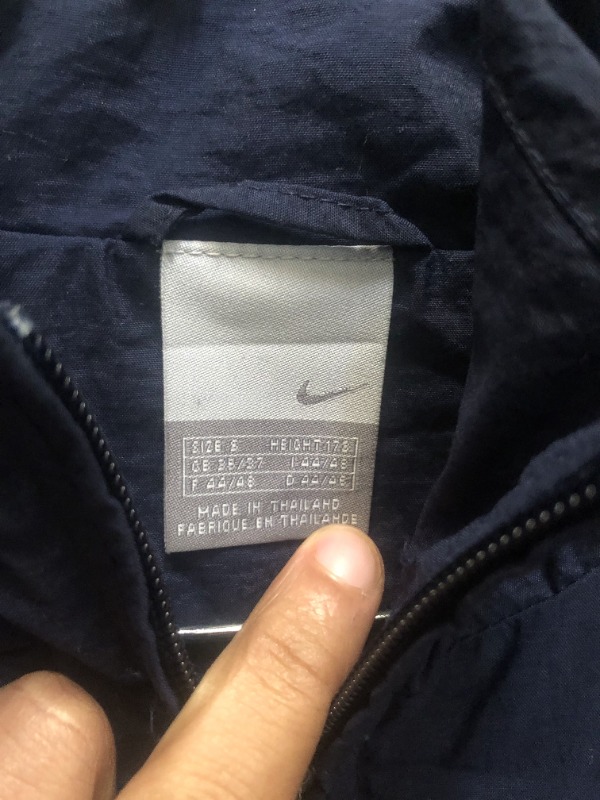 SIZE S HEIGHT 173
GB 35/37 I 44/46
F 44/46 D 44/46
MADE IN THAILAND
FABRIQUE EN THAILANDE